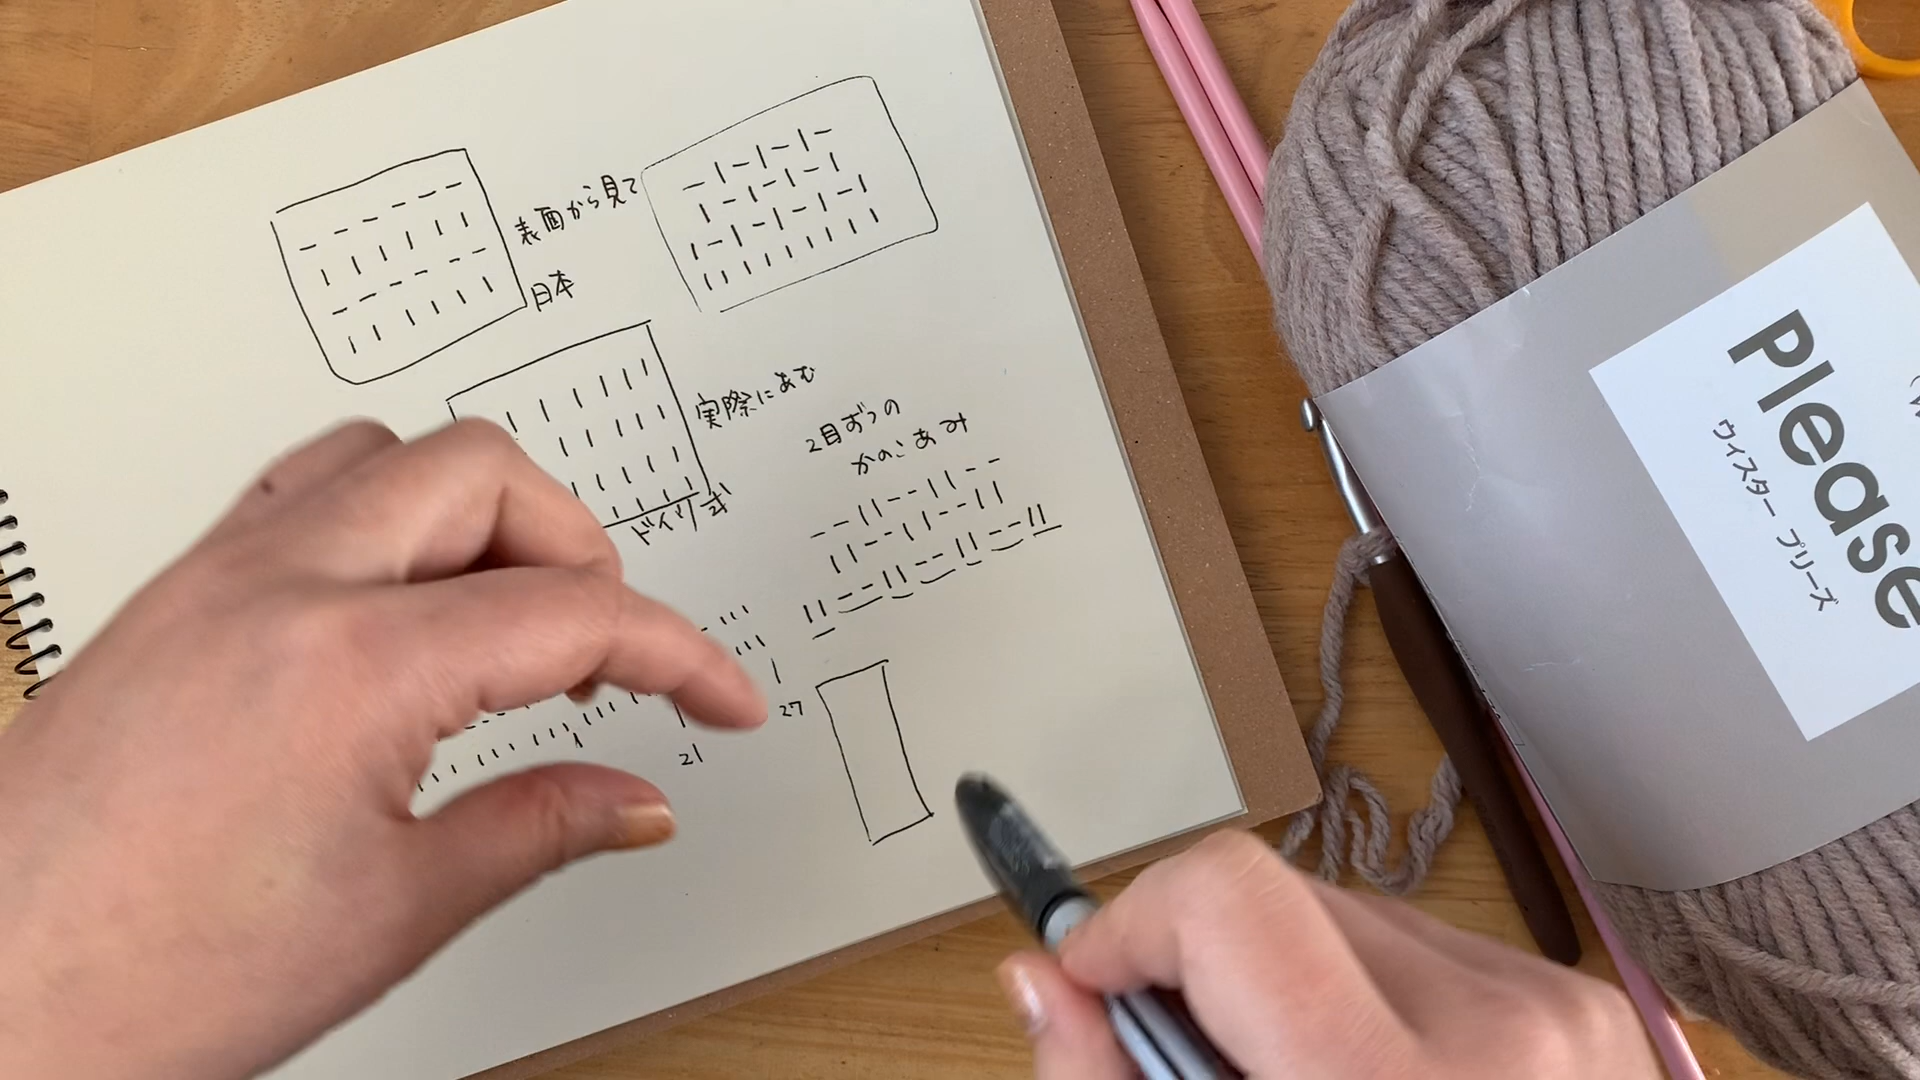 表面から見て
日本
実際にあむ
ドイツ式
2目ずつの
かのこあみ
27
21
Please
ウィスター プリーズ